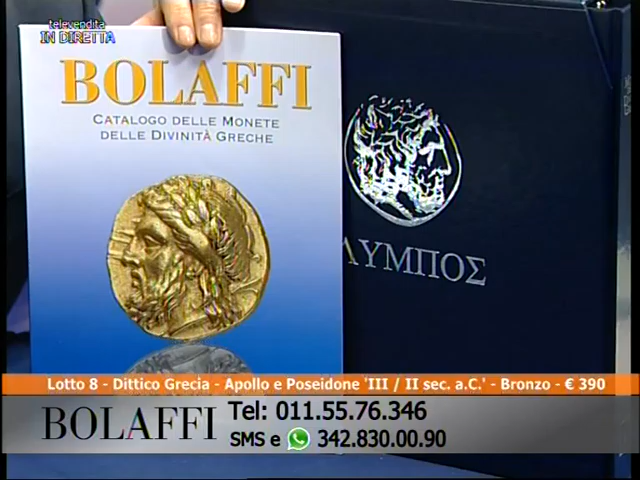 televendita
IN DIRETTA
BOLAFFI
CATALOGO DELLE MONETE
DELLE DIVINITÀ GRECHE
ΛΥΜΠΟΣ
Lotto 8 - Dittico Grecia - Apollo e Poseidone 'III / II sec. a.C.' - Bronzo - € 390
BOLAFFI
Tel: 011.55.76.346
SMS e 342.830.00.90